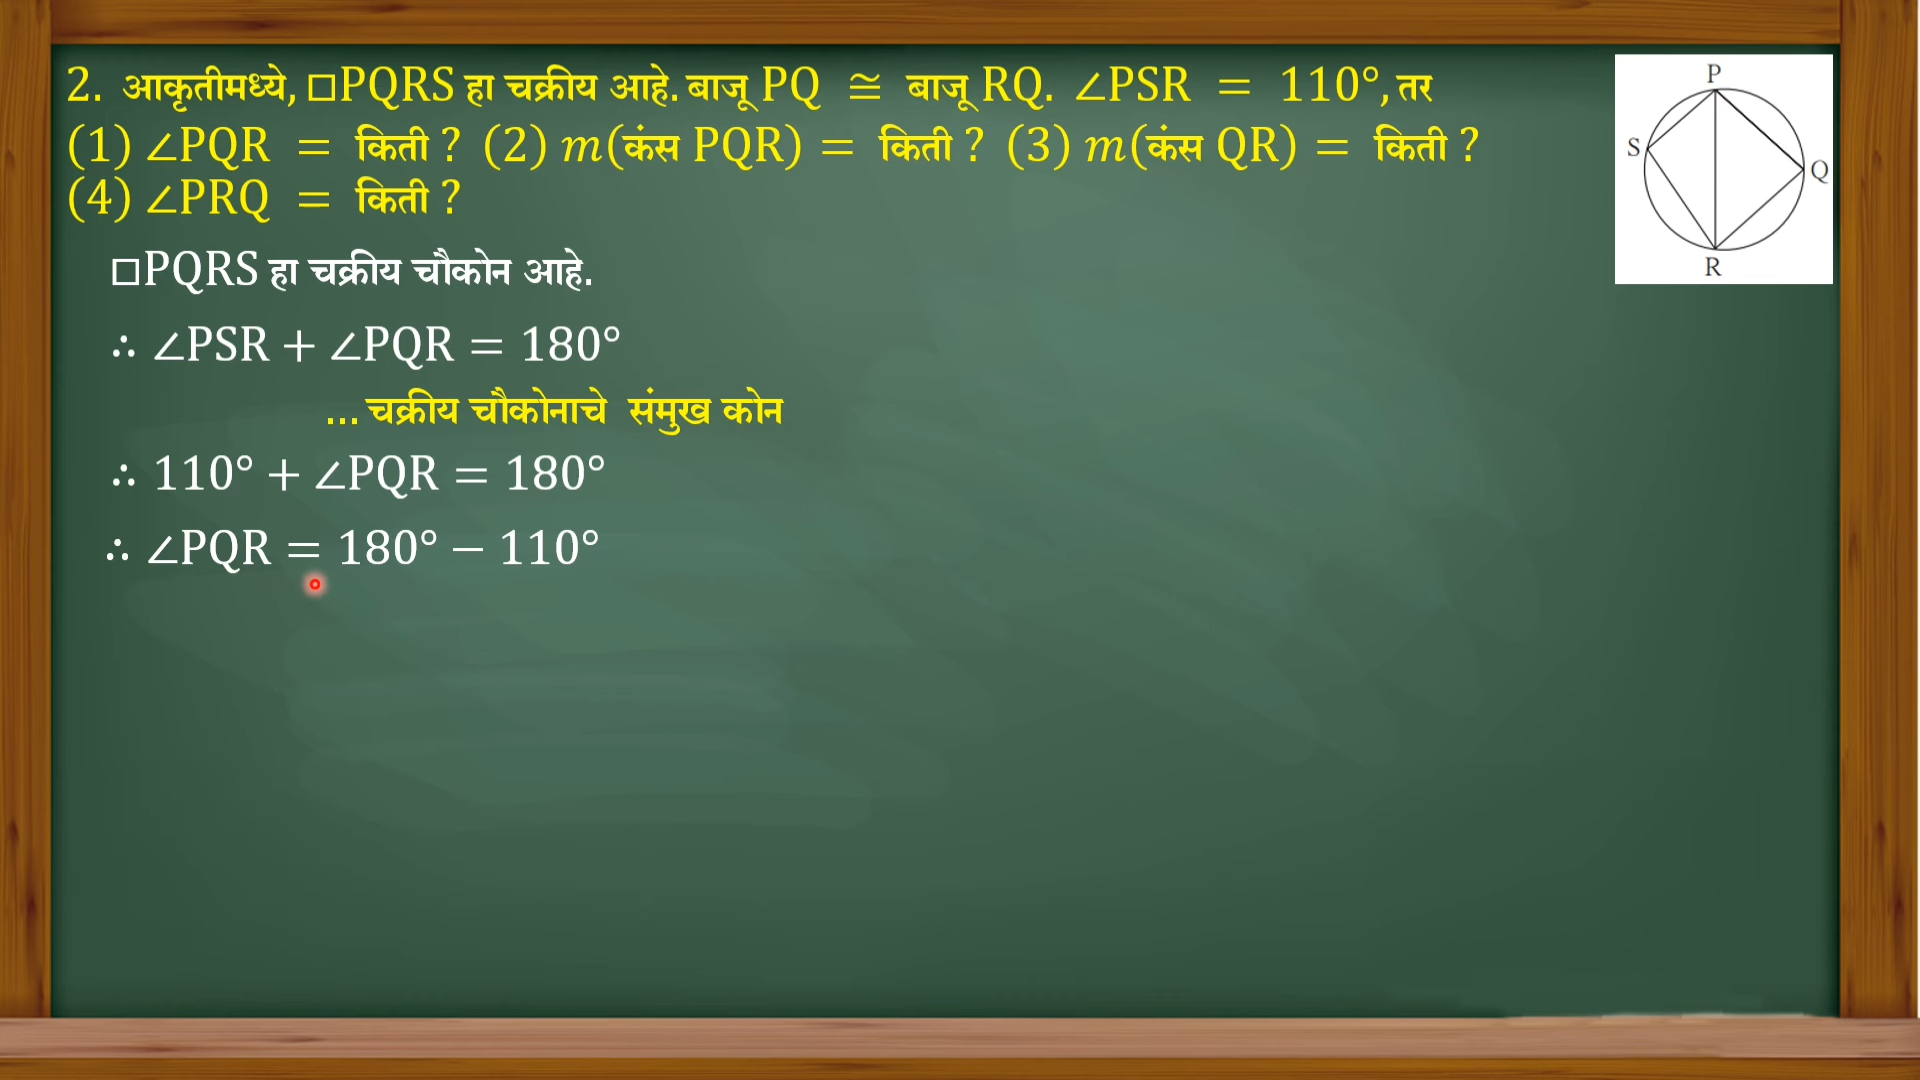 2. आकृतीमध्ये, □PQRS हा चक्रीय आहे. बाजू PQ ≅ बाजू RQ. ∠PSR = 110°, तर
(1) ∠PQR = किती ? (2) m(कंस PQR) = किती ? (3) m(कंस QR) = किती ?
(4) ∠PRQ = किती ?
P
S
Q
R
□PQRS हा चक्रीय चौकोन आहे.
∴ ∠PSR + ∠PQR = 180°
... चक्रीय चौकोनाचे संमुख कोन
∴ 110° + ∠PQR = 180°
∴ ∠PQR = 180° − 110°